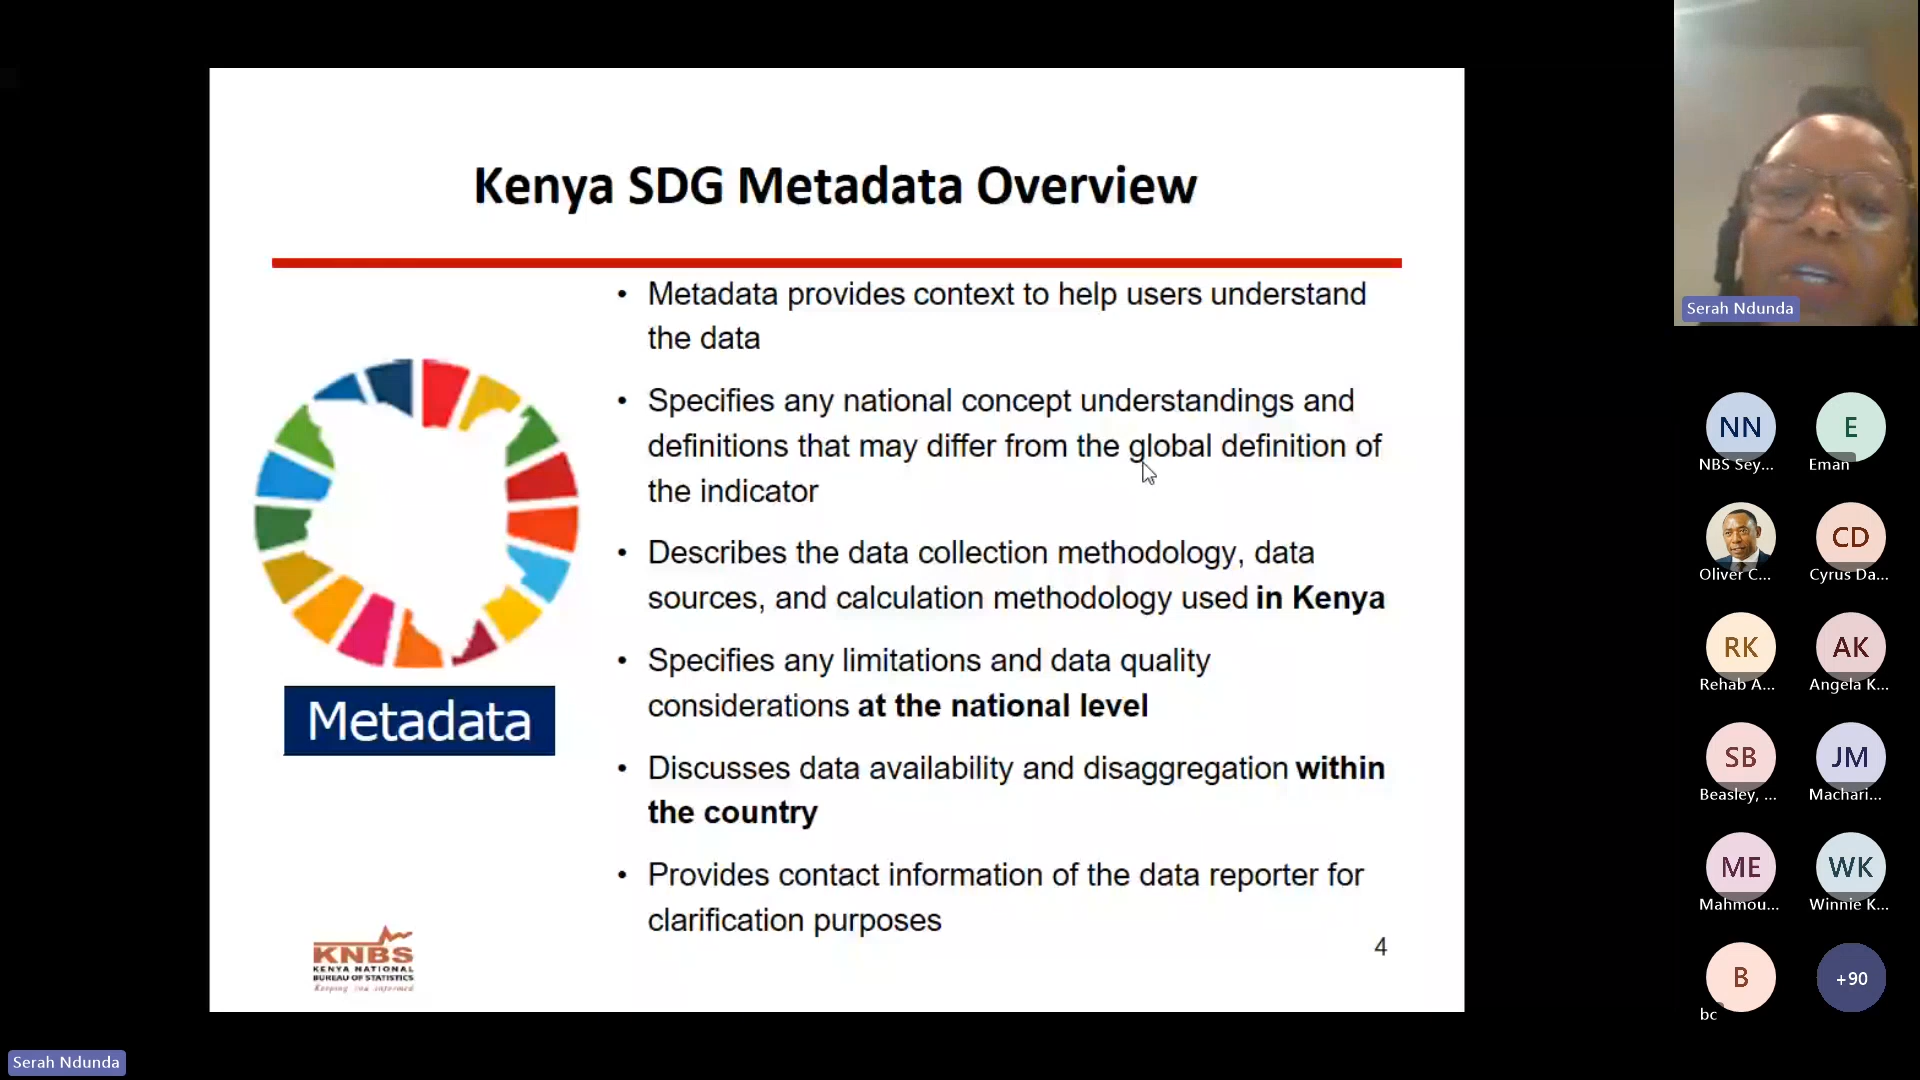 Kenya SDG Metadata Overview
• Metadata provides context to help users understand
the data
• Specifies any national concept understandings and
definitions that may differ from the global definition of
the indicator
• Describes the data collection methodology, data
sources, and calculation methodology used in Kenya
• Specifies any limitations and data quality
considerations at the national level
• Discusses data availability and disaggregation within
the country
• Provides contact information of the data reporter for
clarification purposes
Metadata
KNBS
KENYA NATIONAL
BUREAU OF STATISTICS
Keeping you informed
4
Serah Ndunda
Serah Ndunda
NN
NBS Sey...
E
Eman
Oliver C...
CD
Cyrus Da...
RK
Rehab A...
AK
Angela K...
SB
Beasley, ...
JM
Machari...
ME
Mahmou...
WK
Winnie K...
B
bc
+90